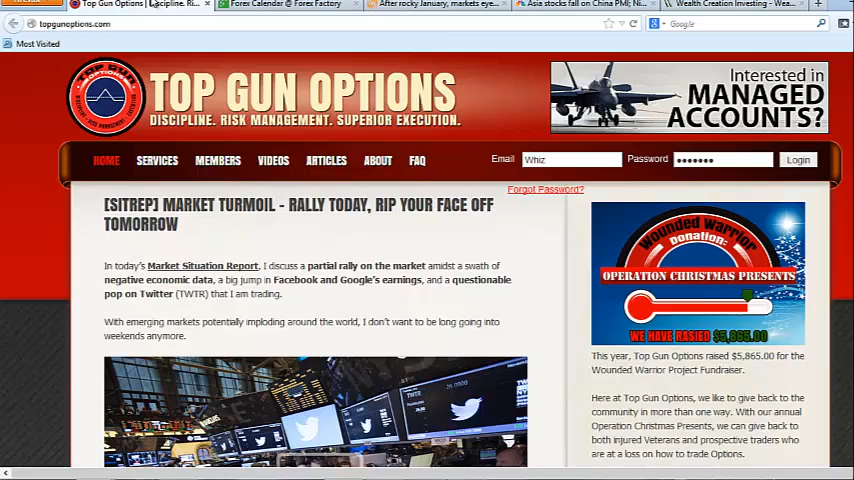 Firefox
Top Gun Options | Discipline. Ri...
Forex Calendar @ Forex Factory
After rocky January, markets eye...
Asia stocks fall on China PMI; Ni...
Wealth Creation Investing - Wea...
topgunoptions.com
Google
Most Visited
TOP GUN OPTIONS
DISCIPLINE. RISK MANAGEMENT. SUPERIOR EXECUTION.
Interested in
MANAGED
ACCOUNTS?
HOME SERVICES MEMBERS VIDEOS ARTICLES ABOUT FAQ
Email Whiz Password Login
Forgot Password?
[SITREP] MARKET TURMOIL - RALLY TODAY, RIP YOUR FACE OFF
TOMORROW
In today's Market Situation Report, I discuss a partial rally on the market amidst a swath of
negative economic data, a big jump in Facebook and Google's earnings, and a questionable
pop on Twitter (TWTR) that I am trading.
With emerging markets potentially imploding around the world, I don't want to be long going into
weekends anymore.
TWTR
Wounded Warrior
Donation:
OPERATION CHRISTMAS PRESENTS
WE HAVE RASIED $5,865.00
This year, Top Gun Options raised $5,865.00 for the
Wounded Warrior Project Fundraiser.
Here at Top Gun Options, we like to give back to the
community in more than one way. With our annual
Operation Christmas Presents, we can give back to
both injured Veterans and prospective traders who
are at a loss on how to trade Options.